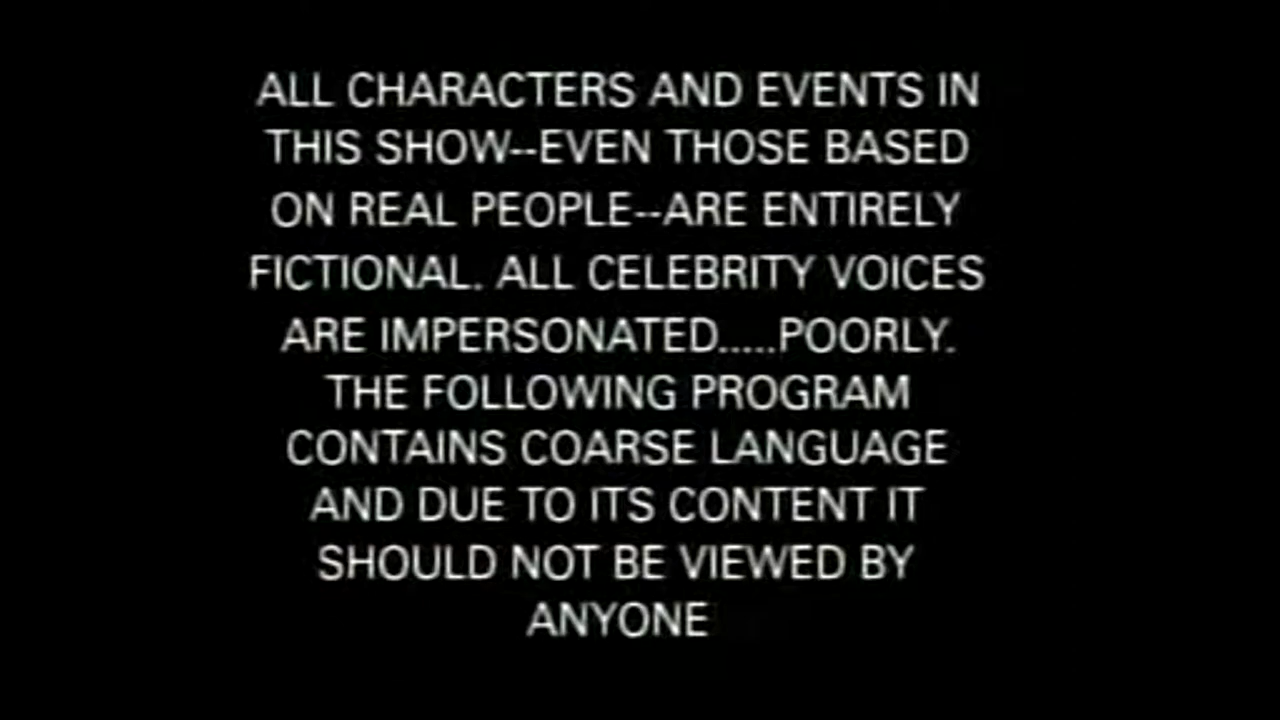 ALL CHARACTERS AND EVENTS IN
THIS SHOW--EVEN THOSE BASED
ON REAL PEOPLE--ARE ENTIRELY
FICTIONAL. ALL CELEBRITY VOICES
ARE IMPERSONATED.....POORLY.
THE FOLLOWING PROGRAM
CONTAINS COARSE LANGUAGE
AND DUE TO ITS CONTENT IT
SHOULD NOT BE VIEWED BY
ANYONE